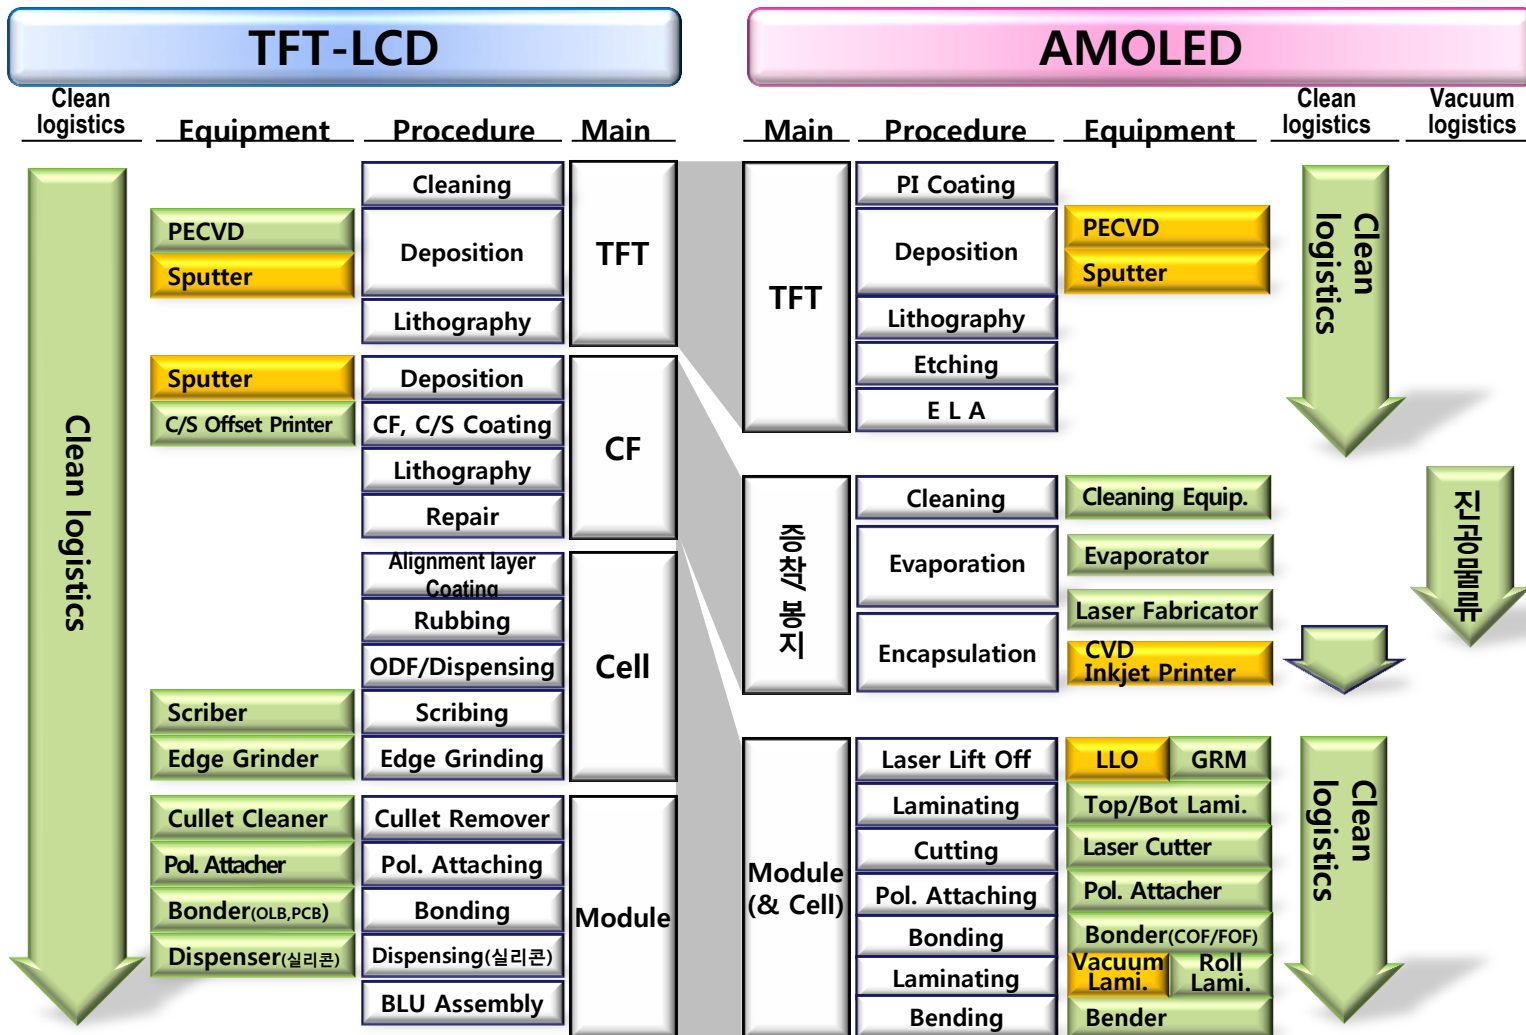 TFT-LCD
AMOLED
Clean
logistics
Equipment
Procedure
Main
Main
Procedure
Equipment
Clean
logistics
Vacuum
logistics
Clean logistics
Cleaning
PECVD
Sputter
Deposition
Lithography
TFT
Sputter
Deposition
C/S Offset Printer
CF, C/S Coating
Lithography
Repair
CF
Alignment layer
Coating
Rubbing
ODF/Dispensing
Scriber
Scribing
Edge Grinder
Edge Grinding
Cell
Cullet Cleaner
Cullet Remover
Pol. Attacher
Pol. Attaching
Bonder(OLB,PCB)
Bonding
Dispenser(실리콘)
Dispensing(실리콘)
BLU Assembly
Module
TFT
PI Coating
Deposition
PECVD
Sputter
Lithography
Etching
E L A
Clean
logistics
증착/ 봉지
Cleaning
Cleaning Equip.
Evaporation
Evaporator
Laser Fabricator
Encapsulation
CVD
Inkjet Printer
진공물류
Module
(& Cell)
Laser Lift Off
LLO
GRM
Laminating
Top/Bot Lami.
Cutting
Laser Cutter
Pol. Attaching
Pol. Attacher
Bonding
Bonder(COF/FOF)
Laminating
Vacuum
Lami.
Roll
Lami.
Bending
Bender
Clean
logistics